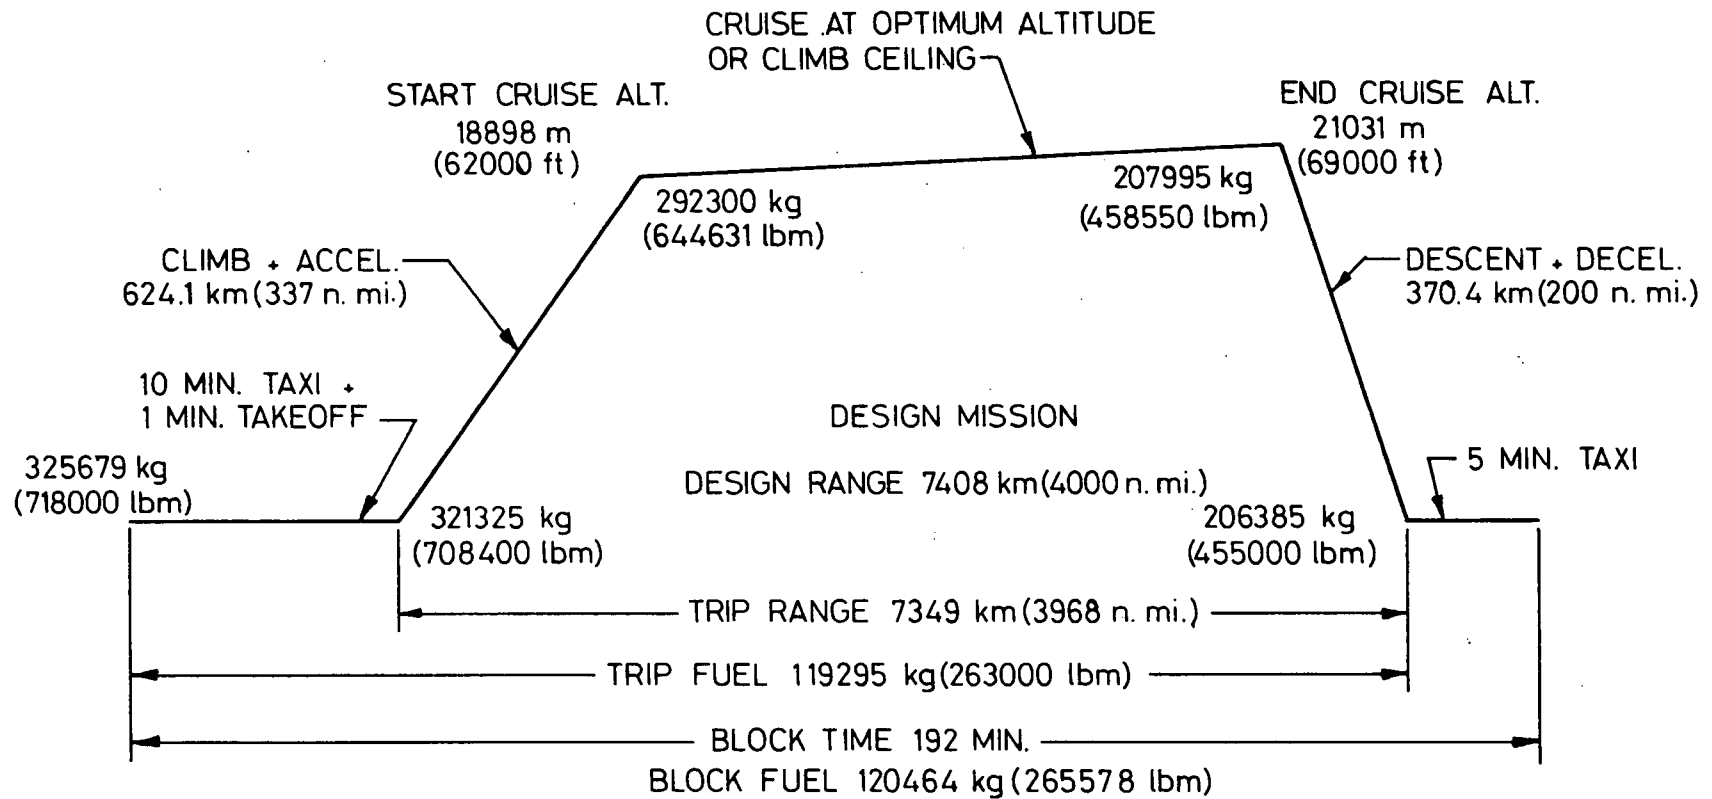 CRUISE AT OPTIMUM ALTITUDE
OR CLIMB CEILING
START CRUISE ALT.
18898 m
(62000 ft)
END CRUISE ALT.
21031 m
(69000 ft)
292300 kg
(644631 lbm)
207995 kg
(458550 lbm)
CLIMB + ACCEL.
624.1 km (337 n. mi.)
DESCENT + DECEL.
370.4 km (200 n. mi.)
10 MIN. TAXI +
1 MIN. TAKEOFF
DESIGN MISSION
DESIGN RANGE 7408 km (4000 n. mi.)
325679 kg
(718000 lbm)
5 MIN. TAXI
321325 kg
(708400 lbm)
206385 kg
(455000 lbm)
TRIP RANGE 7349 km (3968 n. mi.)
TRIP FUEL 119295 kg (263000 lbm)
BLOCK TIME 192 MIN.
BLOCK FUEL 120464 kg (265578 lbm)